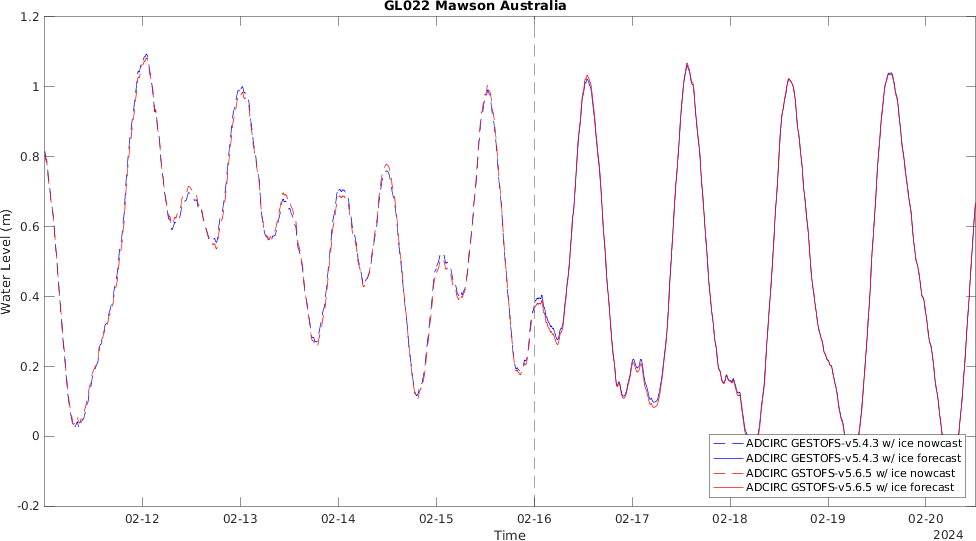 GL022 Mawson Australia
1.2
1
0.8
0.6
0.4
0.2
0
-0.2
Water Level (m)
02-12 02-13 02-14 02-15 02-16 02-17 02-18 02-19 02-20
Time
2024
ADCIRC GESTOFS-v5.4.3 w/ ice nowcast
ADCIRC GESTOFS-v5.4.3 w/ ice forecast
ADCIRC GSTOFS-v5.6.5 w/ ice nowcast
ADCIRC GSTOFS-v5.6.5 w/ ice forecast